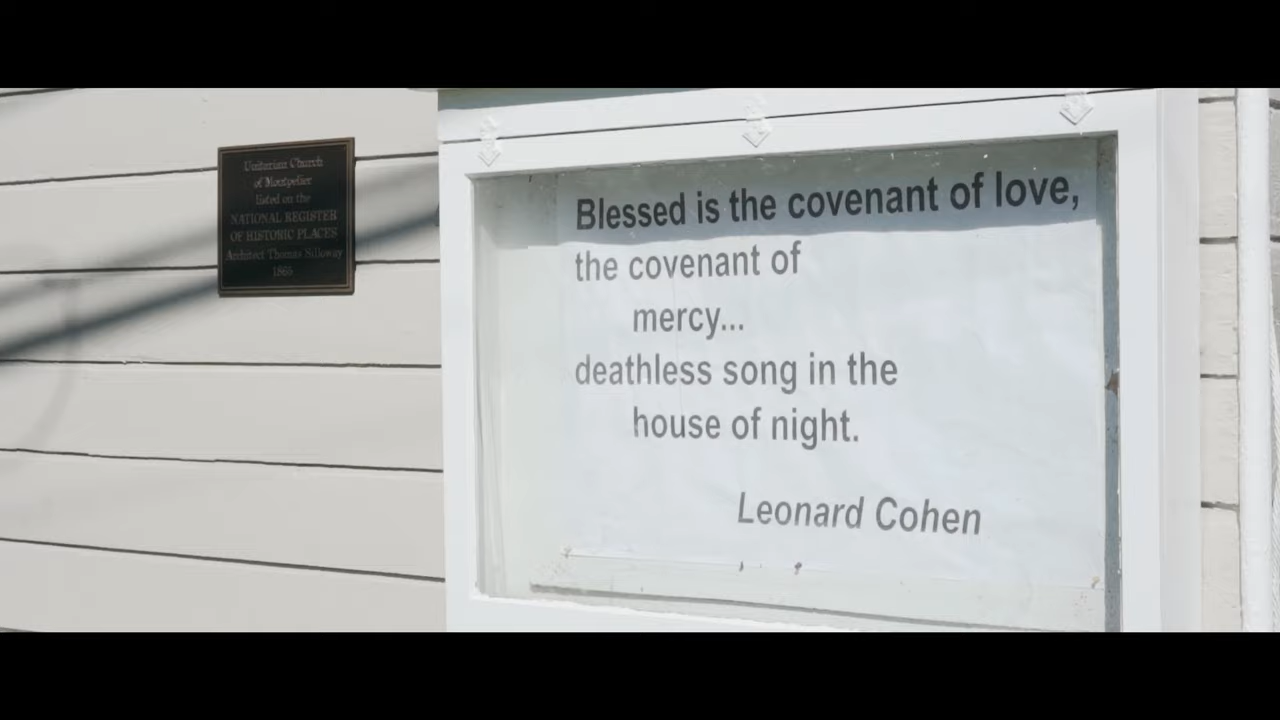 Unitarian Church
of Montpelier
listed on the
NATIONAL REGISTER
OF HISTORIC PLACES
Architect Thomas Silloway
1865
Blessed is the covenant of love,
the covenant of
mercy...
deathless song in the
house of night.
Leonard Cohen